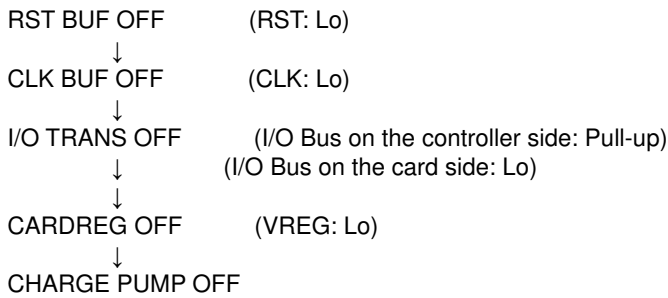 RST BUF OFF (RST: Lo)
↓
CLK BUF OFF (CLK: Lo)
↓
I/O TRANS OFF (I/O Bus on the controller side: Pull-up)
↓ (I/O Bus on the card side: Lo)
↓
CARDREG OFF (VREG: Lo)
↓
CHARGE PUMP OFF